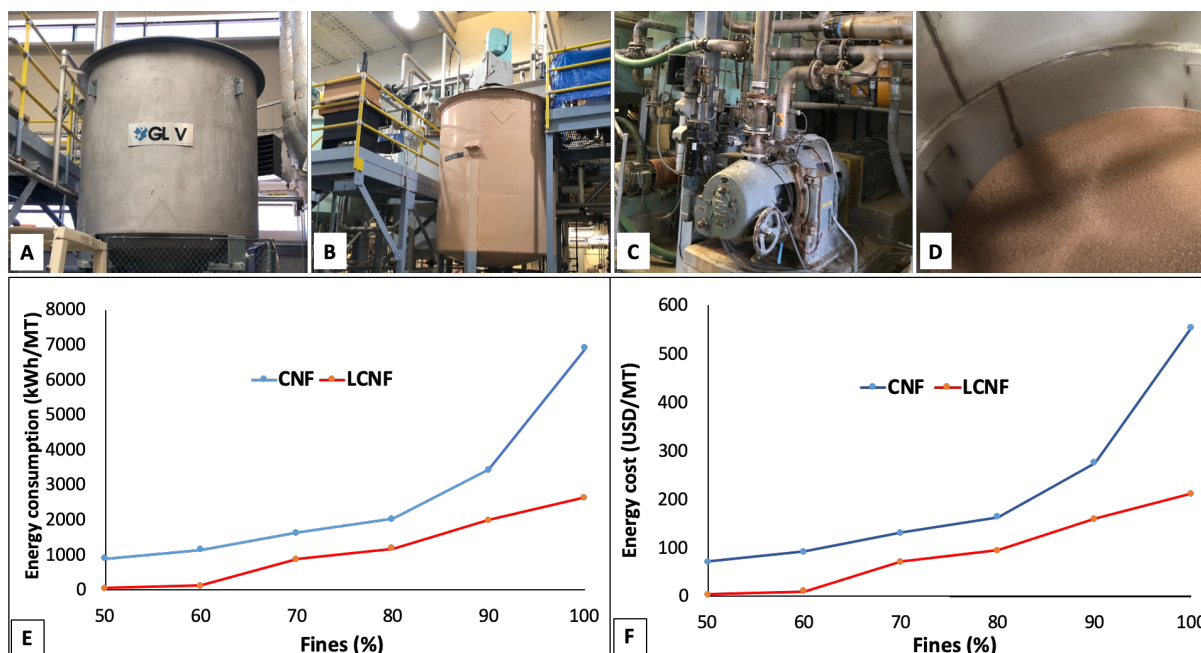 GL V
A
B
C
D
8000
7000
6000
5000
4000
3000
2000
1000
0
Energy consumption (kWh/MT)
CNF LCNF
50 60 70 80 90 100
Fines (%)
E
600
500
400
300
200
100
0
Energy cost (USD/MT)
CNF LCNF
50 60 70 80 90 100
Fines (%)
F